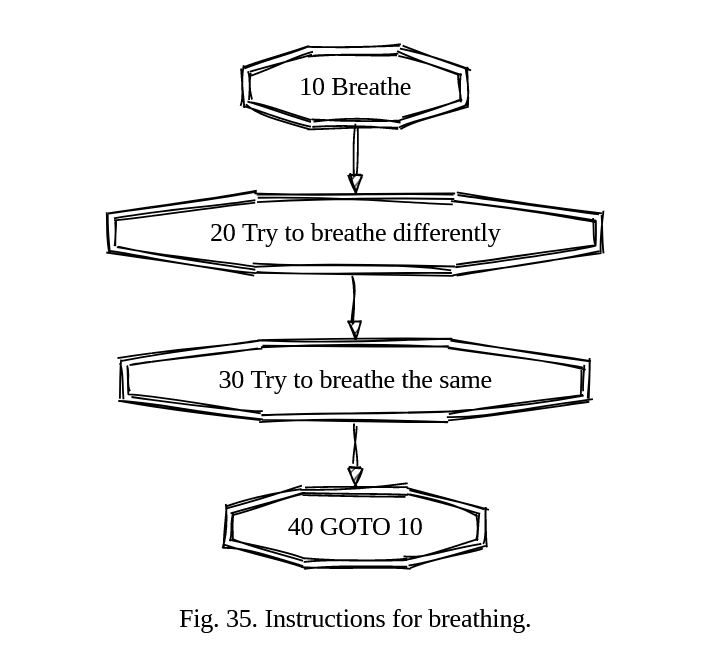 10 Breathe
20 Try to breathe differently
30 Try to breathe the same
40 GOTO 10
Fig. 35. Instructions for breathing.